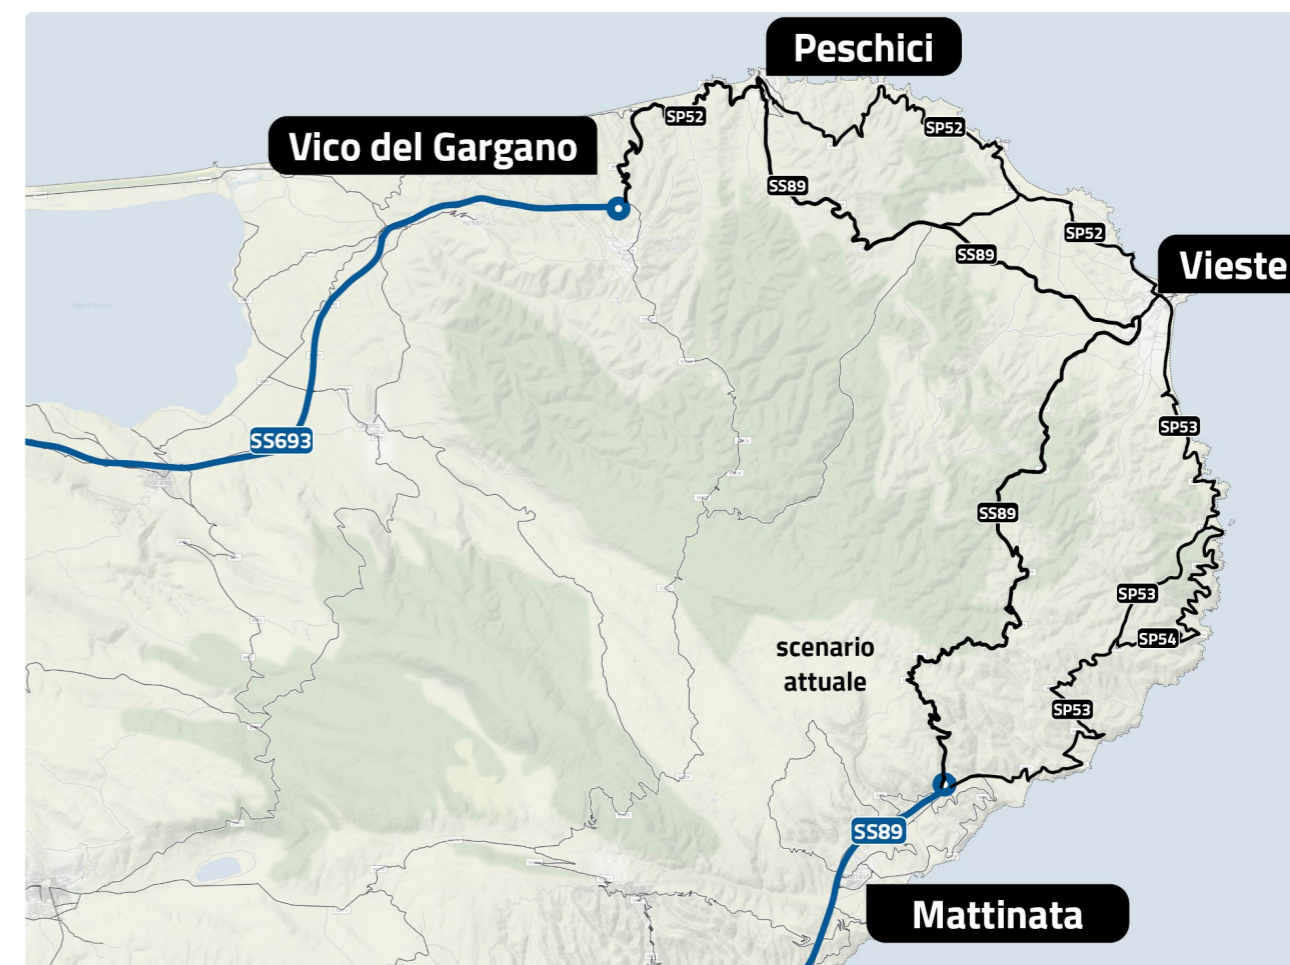 Peschici
SP52
SP52
Vico del Gargano
SS89
SP52
SS89
Vieste
SP53
SS693
SS89
SP53
SP54
scenario
attuale
SP53
SS89
Mattinata